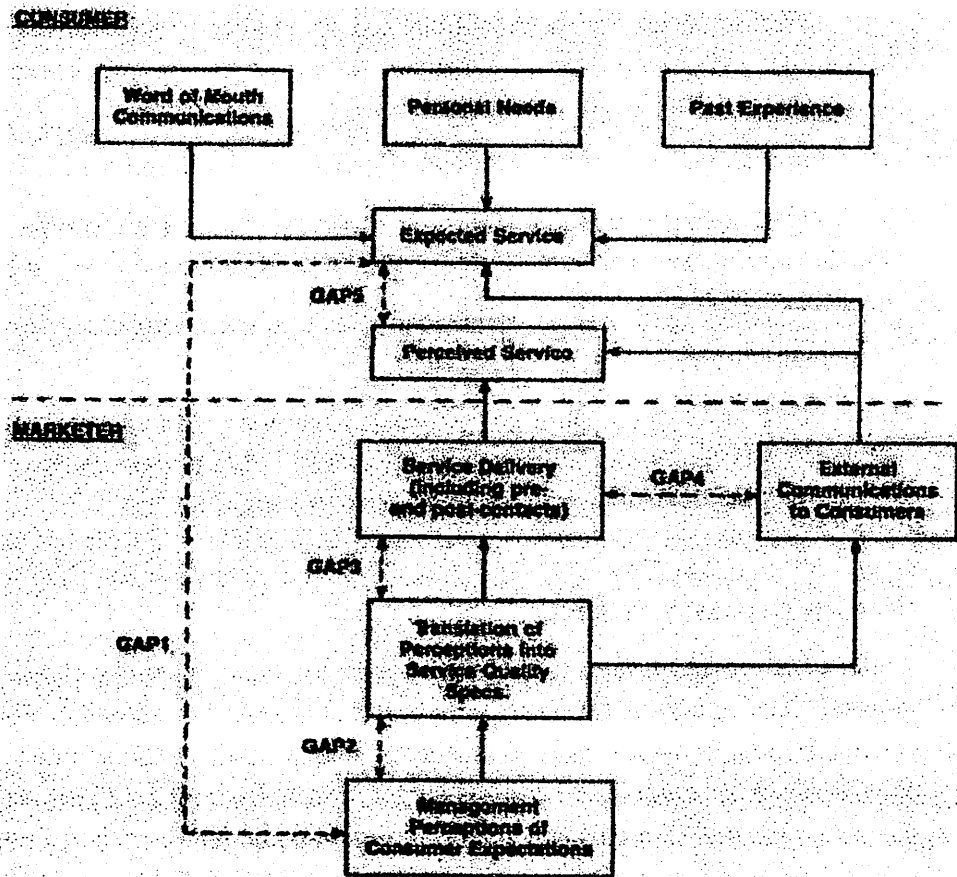 CONSUMER
Word of Mouth
Communications
Personal Needs
Past Experience
Expected Service
GAP5
Perceived Service
MARKETER
Service Delivery
(including pre-
and post-contacts)
GAP4
External
Communications
to Consumers
GAP3
Translation of
Perceptions into
Service Quality
Specs.
GAP1
GAP2
Management
Perceptions of
Consumer Expectations